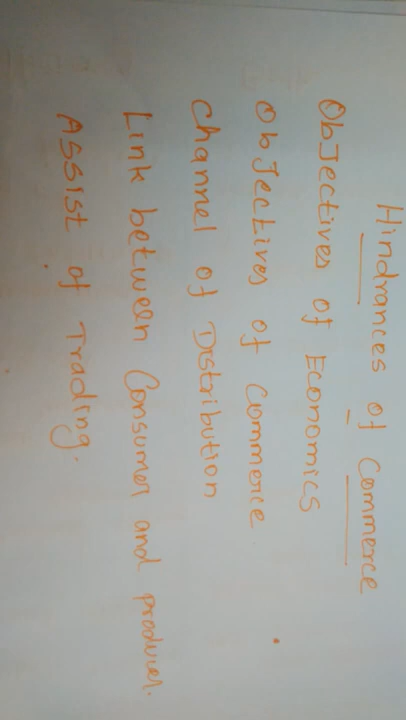 Hindrances of Commerce
Objectives of Economics
Objectives of Commerce
Channel of Distribution
Link between Consumer and producer.
Assist of Trading.